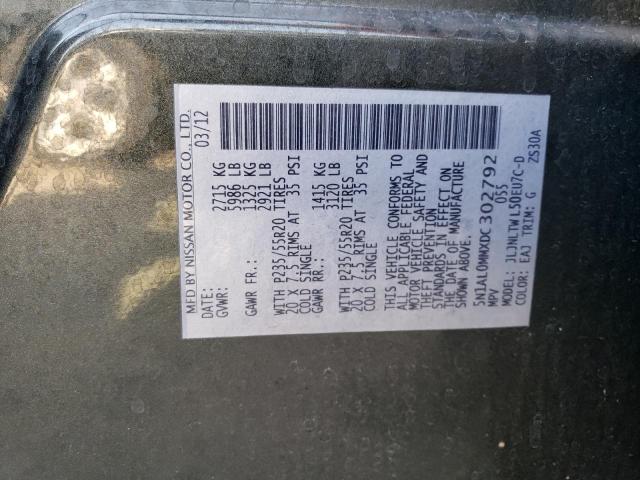 MFD BY NISSAN MOTOR CO., LTD.
DATE: 03/12
GVWR: 2715 KG
5986 LB
GAWR FR.: 1325 KG
2921 LB
WITH P235/55R20 TIRES
20 X 7.5 RIMS AT 35 PSI
COLD SINGLE
GAWR RR.: 1415 KG
3120 LB
WITH P235/55R20 TIRES
20 X 7.5 RIMS AT 35 PSI
COLD SINGLE
THIS VEHICLE CONFORMS TO
ALL APPLICABLE FEDERAL
MOTOR VEHICLE SAFETY AND
THEFT PREVENTION
STANDARDS IN EFFECT ON
THE DATE OF MANUFACTURE
SHOWN ABOVE.
5N1AL0MNXDC302792
MPV 055
MODEL: JL1NLTW L50EU7C-D
COLOR: EAJ TRIM: G ZS30A